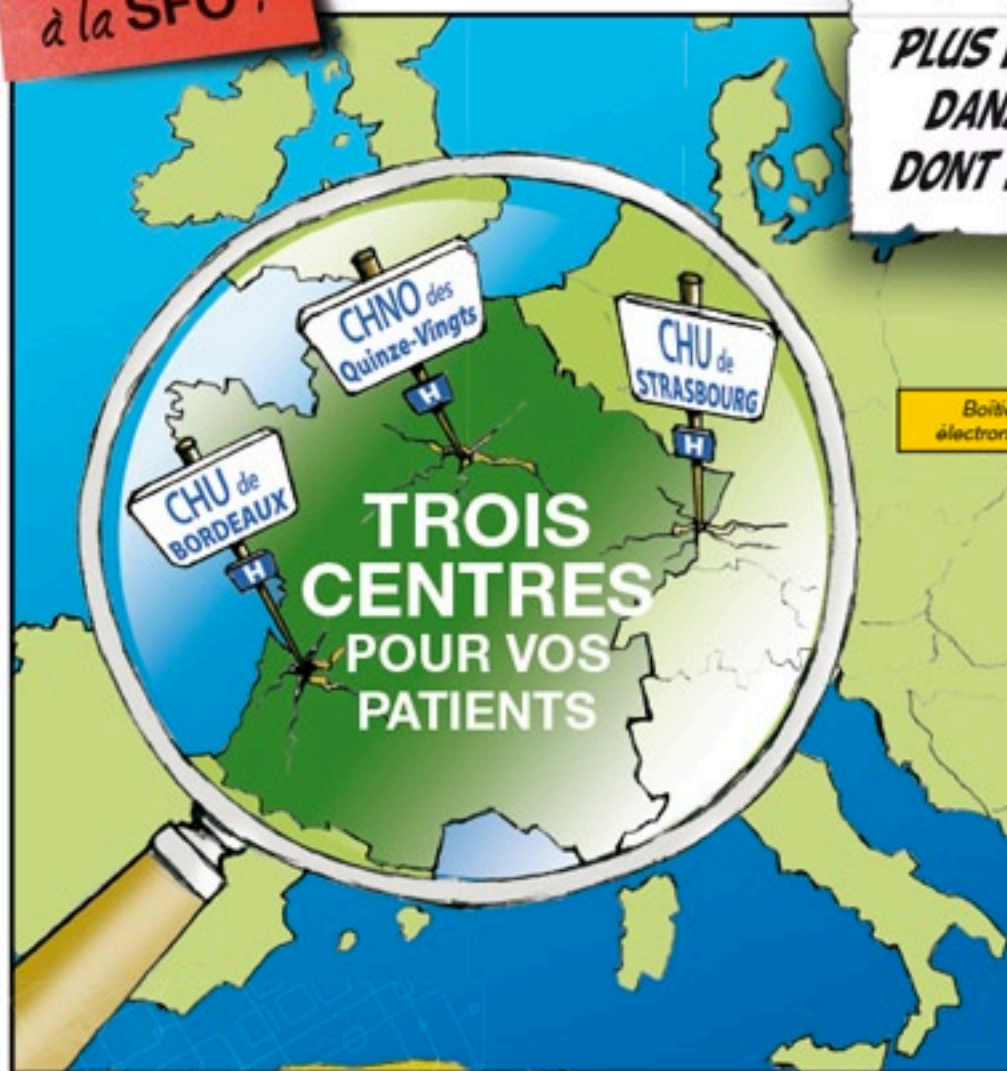 à la SFO !
PLUS
DANS
DONT
CHNO des
Quinze-Vingts
H
CHU de
STRASBOURG
H
CHU de
BORDEAUX
H
TROIS
CENTRES
POUR VOS
PATIENTS